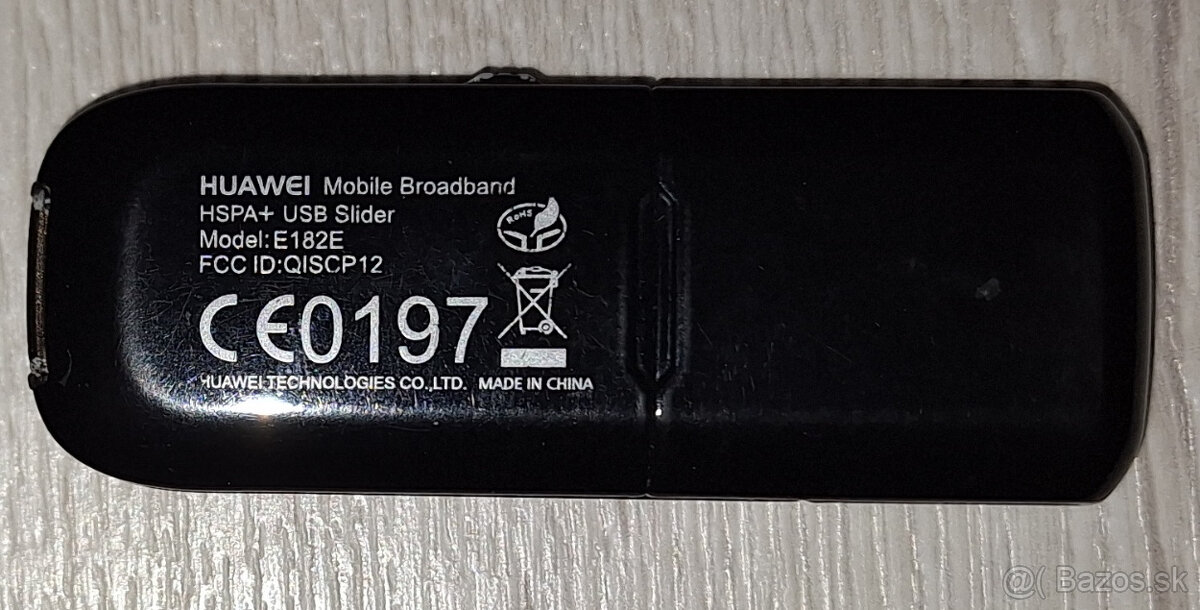 HUAWEI Mobile Broadband
HSPA+ USB Slider
Model:E182E
FCC ID:QISCP12
RoHS
CE0197
HUAWEI TECHNOLOGIES CO.,LTD. MADE IN CHINA
@( Bazos.sk